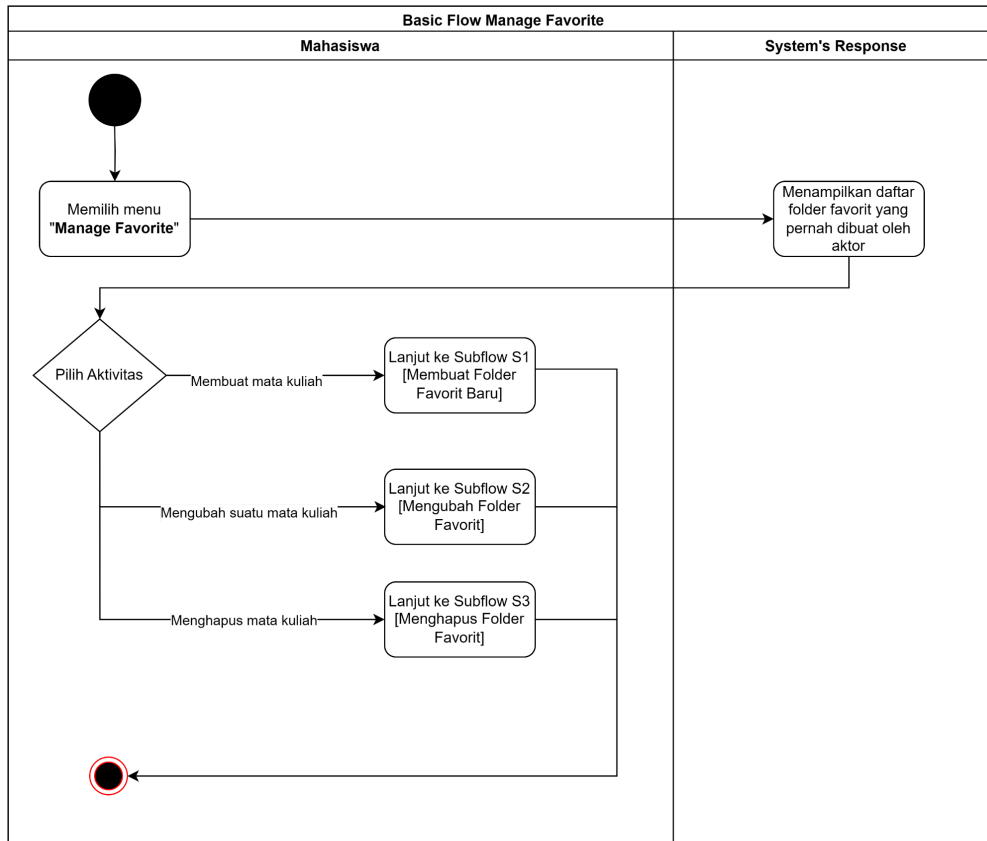 Basic Flow Manage Favorite
Mahasiswa
System's Response
Memilih menu
"Manage Favorite"
Menampilkan daftar
folder favorit yang
pernah dibuat oleh
aktor
Pilih Aktivitas
Membuat mata kuliah
Lanjut ke Subflow S1
[Membuat Folder
Favorit Baru]
Mengubah suatu mata kuliah
Lanjut ke Subflow S2
[Mengubah Folder
Favorit]
Menghapus mata kuliah
Lanjut ke Subflow S3
[Menghapus Folder
Favorit]